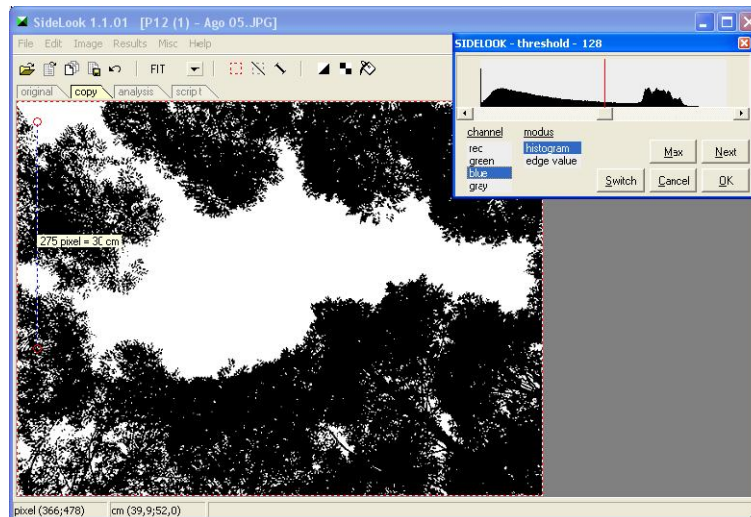 SideLook 1.1.01 [P12 (1) - Ago 05.JPG]
File Edit Image Results Misc Help
FIT
original copy analysis script
SIDELOOK - threshold - 128
channel modus
rec histogram
green edge value
blue
gray
Max Next
Switch Cancel OK
275 pixel = 30 cm
pixel (366;478) cm (39,9;52,0)